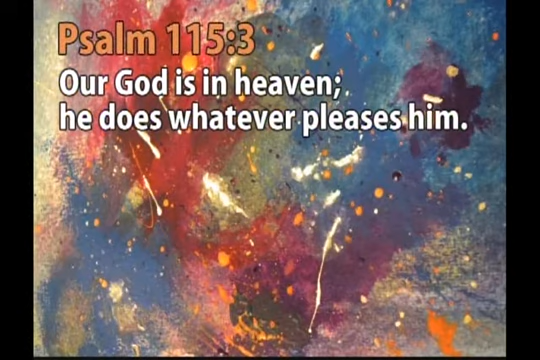 Psalm 115:3
Our God is in heaven;
he does whatever pleases him.